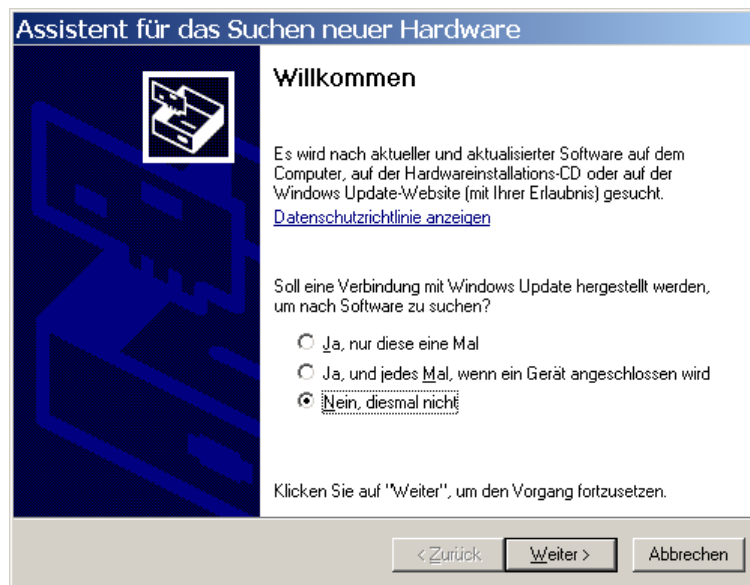 Assistent für das Suchen neuer Hardware
Willkommen
Es wird nach aktueller und aktualisierter Software auf dem
Computer, auf der Hardwareinstallations-CD oder auf der
Windows Update-Website (mit Ihrer Erlaubnis) gesucht.
Datenschutzrichtlinie anzeigen
Soll eine Verbindung mit Windows Update hergestellt werden,
um nach Software zu suchen?
Ja, nur diese eine Mal
Ja, und jedes Mal, wenn ein Gerät angeschlossen wird
Nein, diesmal nicht
Klicken Sie auf "Weiter", um den Vorgang fortzusetzen.
< Zurück Weiter > Abbrechen